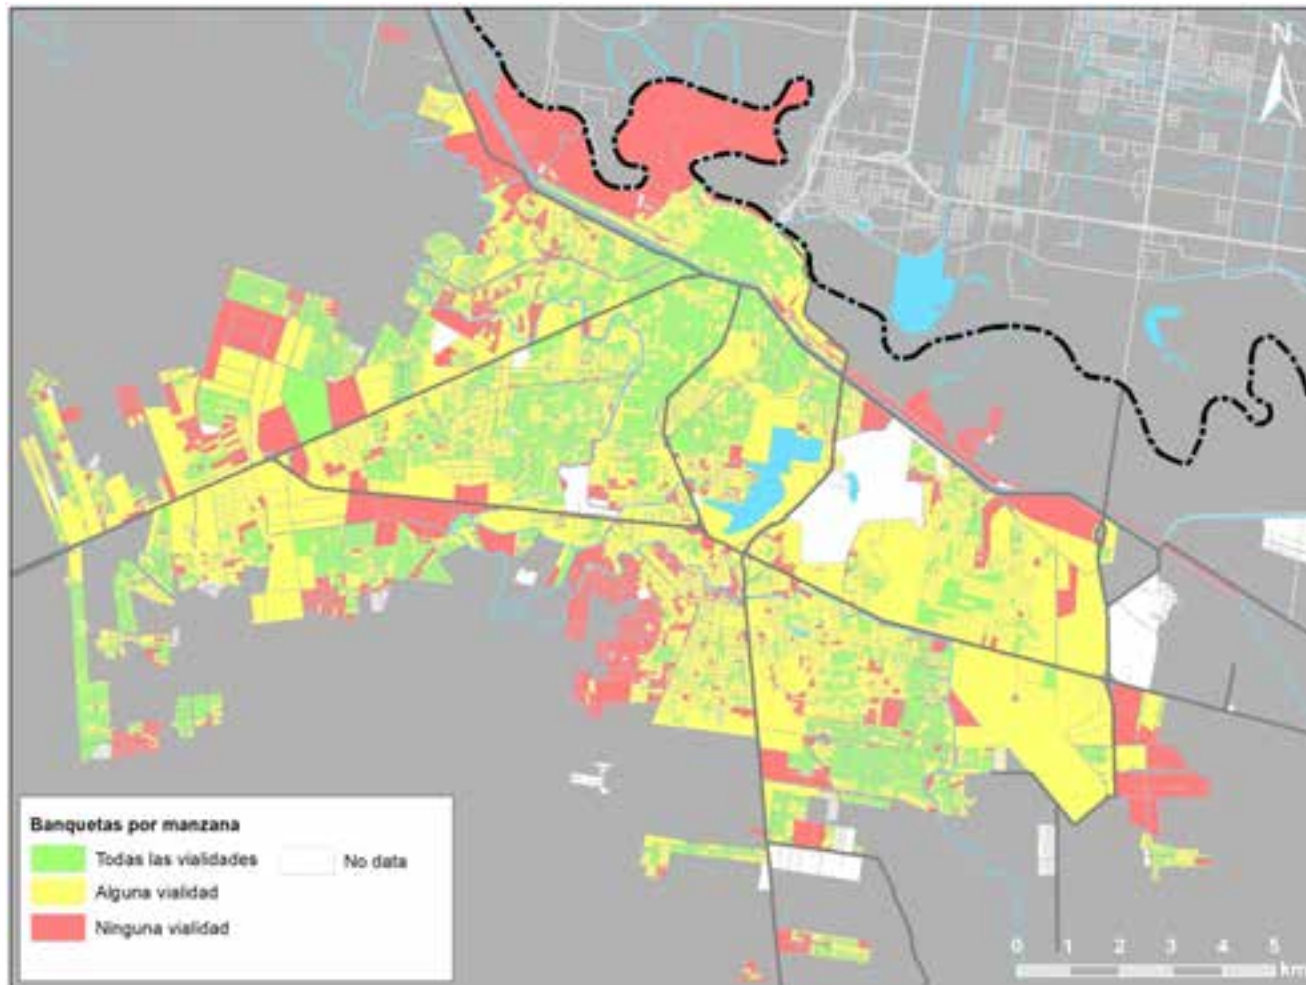 N
Banquetas por manzana
Todas las vialidades
No data
Alguna vialidad
Ninguna vialidad
0 1 2 3 4 5
km